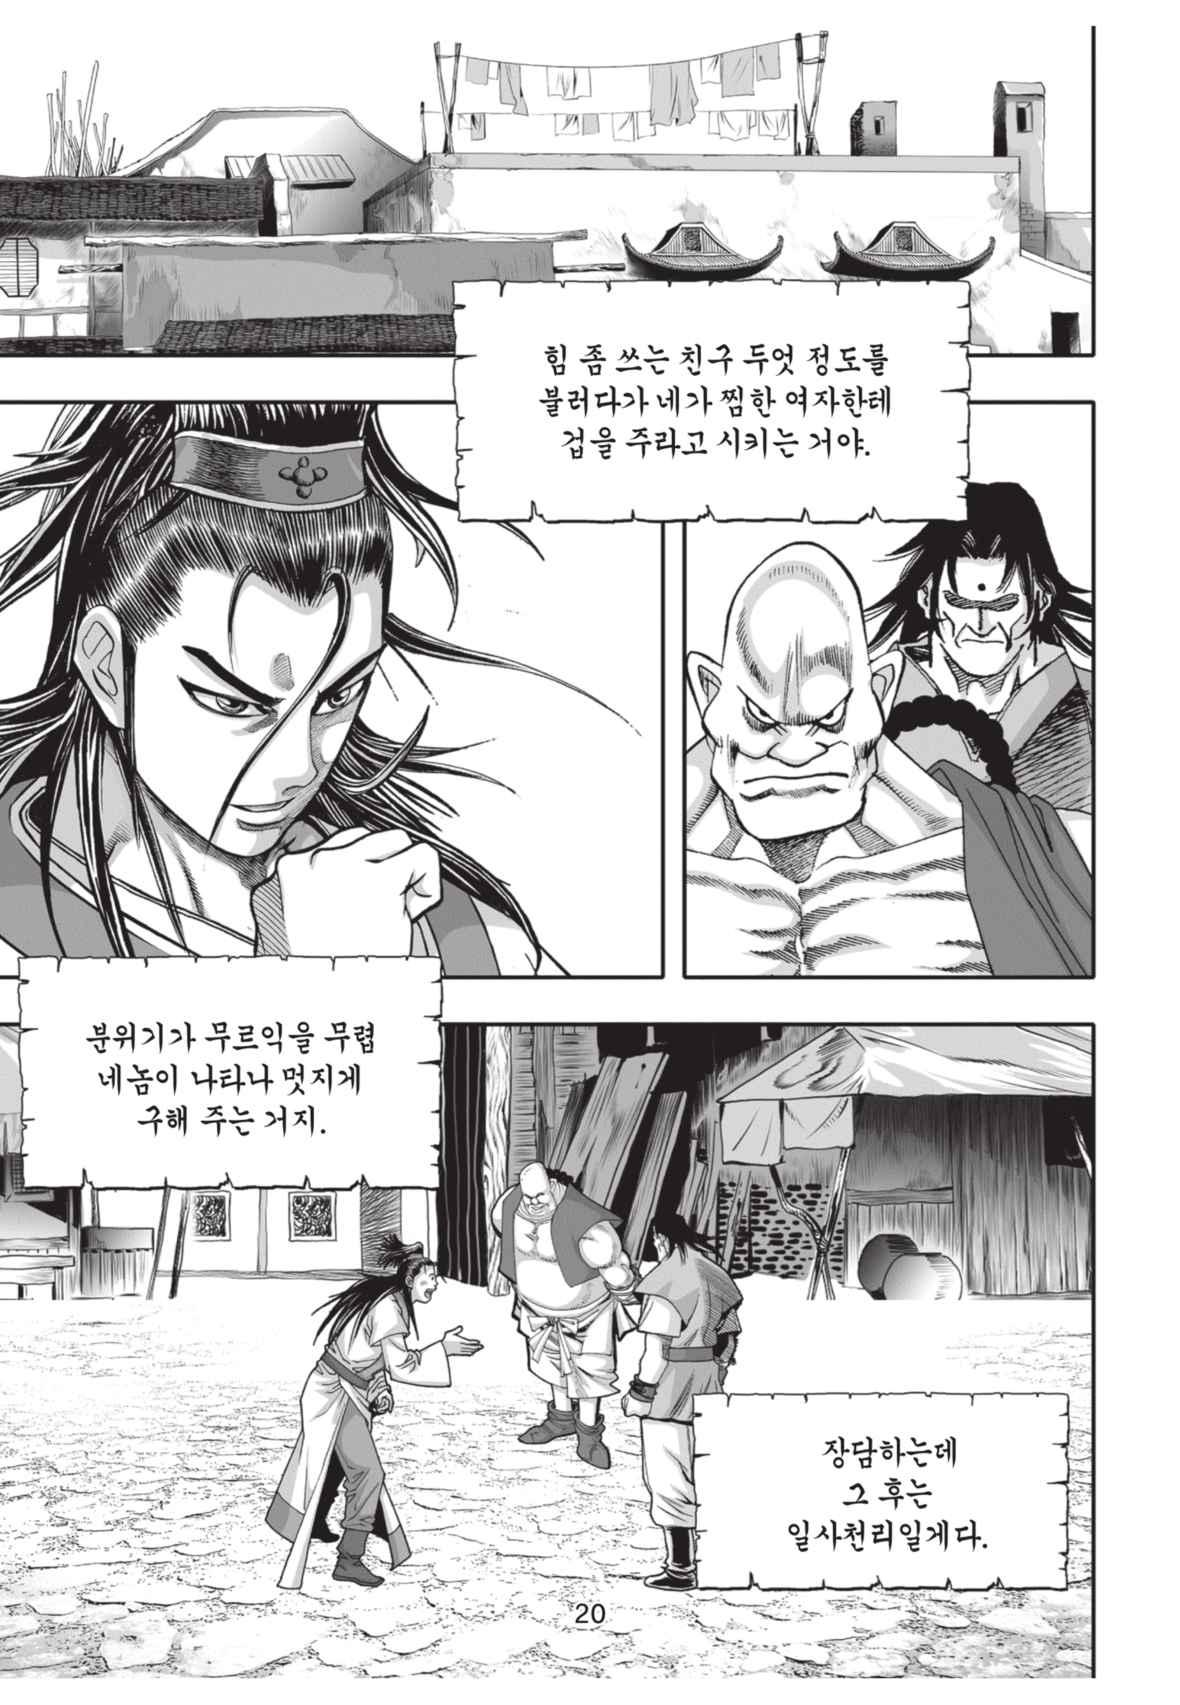 힘 좀 쓰는 친구 두엇 정도를
불러다가 네가 찜한 여자한테
겁을 주라고 시키는 거야.
분위기가 무르익을 무렵
네놈이 나타나 멋지게
구해 주는 거지.
장담하는데
그 후는
일사천리일게다.
20